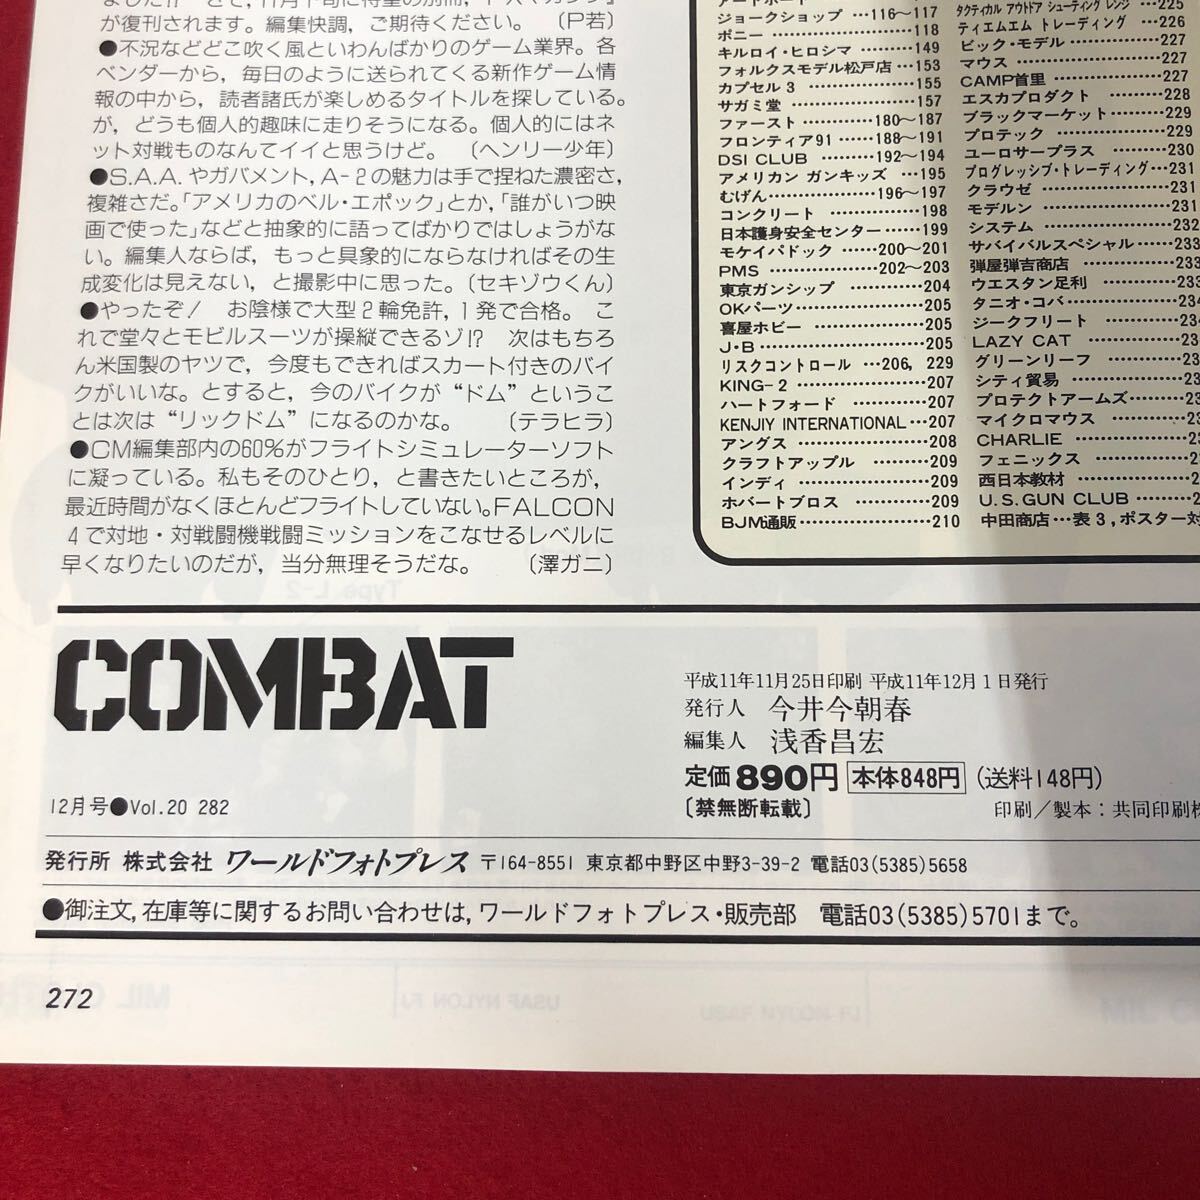 が復刊されます。編集快調,ご期待ください。〔P若〕
●不況などどこ吹く風といわんばかりのゲーム業界。各
ベンダーから,毎日のように送られてくる新作ゲーム情
報の中から,読者諸氏が楽しめるタイトルを探している。
が,どうも個人的趣味に走りそうになる。個人的にはネ
ット対戦ものなんてイイと思うけど。〔ヘンリー少年〕
●S.A.A.やガバメント,A-2の魅力は手で捏ねた濃密さ,
複雑さだ。「アメリカのベル・エポック」とか,「誰がいつ映
画で使った」などと抽象的に語ってばかりではしょうがな
い。編集人ならば,もっと具象的にならなければその生
成変化は見えない,と撮影中に思った。〔セキゾウくん〕
●やったぞ! お陰様で大型2輪免許,1発で合格。こ
れで堂々とモビルスーツが操縦できるゾ!? 次はもちろ
ん米国製のヤツで,今度もできればスカート付きのバイ
クがいいな。とすると,今のバイクが“ドム”というこ
とは次は“リックドム”になるのかな。〔テラヒラ〕
●CM編集部内の60%がフライトシミュレーターソフト
に凝っている。私もそのひとり,と書きたいところが,
最近時間がなくほとんどフライトしていない。FALCON
4で対地・対戦闘機戦闘ミッションをこなせるレベルに
早くなりたいのだが,当分無理そうだな。〔澤ガニ〕
ジョークショップ…116〜117
ポニー……118
キルロイ・ヒロシマ……149
フォルクスモデル松戸店…153
カプセル3……155
サガミ堂……157
ファースト……180〜187
フロンティア91……188〜191
DSI CLUB……192〜194
アメリカン ガンキッズ…195
むげん……196〜197
コンクリート……198
日本護身安全センター……199
モケイパドック……200〜201
PMS……202〜203
東京ガンシップ……204
OKパーツ……205
喜屋ホビー……205
J・B……205
リスクコントロール…206, 229
KING-2……207
ハートフォード……207
KENJIY INTERNATIONAL…207
アングス……208
クラフトアップル……209
インディ……209
ホバートブロス……209
BJM通販……210
タクティカル アウトドア シューティング レンジ…225
ティエムエム トレーディング…226
ビック・モデル……227
マウス……227
CAMP首里……227
エスカプロダクト……228
ブラックマーケット……229
プロテック……229
ユーロサープラス……230
プログレッシブ・トレーディング…231
クラウゼ……231
モデルン……231
システム……232
サバイバルスペシャル……233
弾屋弾吉商店……233
ウエスタン足利……233
タニオ・コバ……
ジークフリート……
LAZY CAT……
グリーンリーフ……
シティ貿易……
プロテクトアームズ……
マイクロマウス……
CHARLIE……
フェニックス……
西日本教材……
U.S.GUN CLUB……
中田商店…表3,ポスター対
COMBAT
12月号●Vol.20 282
平成11年11月25日印刷 平成11年12月1日発行
発行人 今井今朝春
編集人 浅香昌宏
定価890円 本体848円 (送料148円)
〔禁無断転載〕 印刷/製本:共同印刷株
発行所 株式会社 ワールドフォトプレス 〒164-8551 東京都中野区中野3-39-2 電話03(5385)5658
●御注文,在庫等に関するお問い合わせは,ワールドフォトプレス・販売部 電話03(5385)5701まで。
272